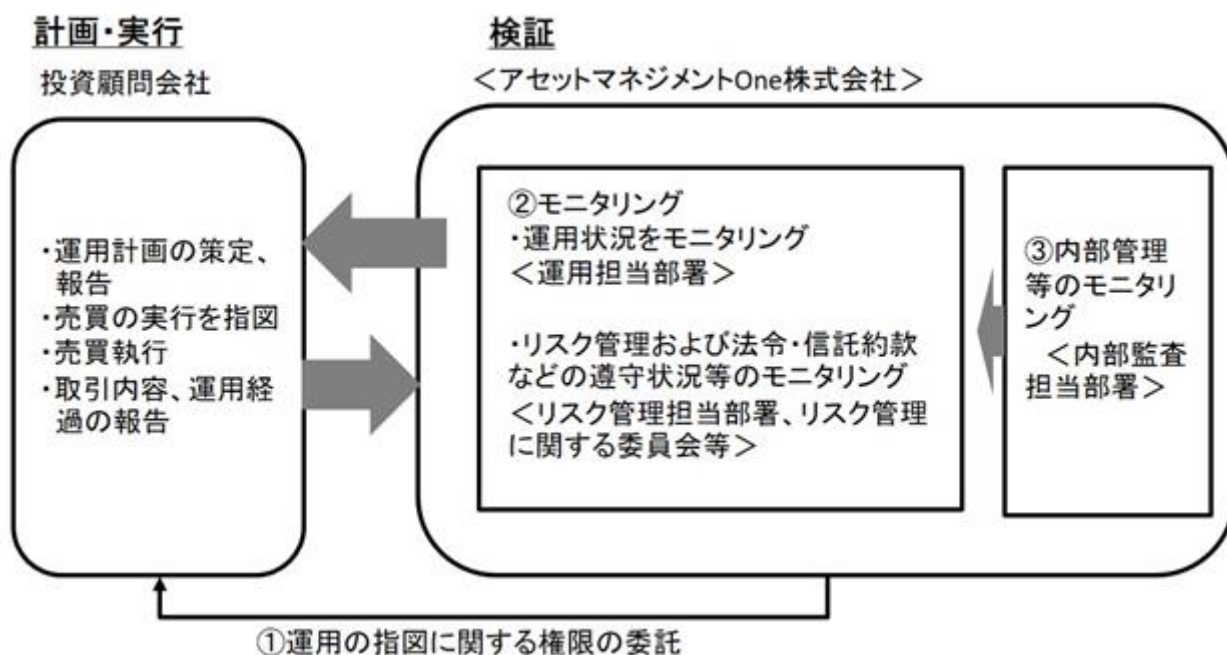 計画・実行
投資顧問会社
・運用計画の策定、
報告
・売買の実行を指図
・売買執行
・取引内容、運用経
過の報告
検証
＜アセットマネジメントOne株式会社＞
②モニタリング
・運用状況をモニタリング
＜運用担当部署＞
・リスク管理および法令・信託約款
などの遵守状況等のモニタリング
＜リスク管理担当部署、リスク管理
に関する委員会等＞
③内部管理
等のモニタリ
ング
＜内部監査
担当部署＞
①運用の指図に関する権限の委託